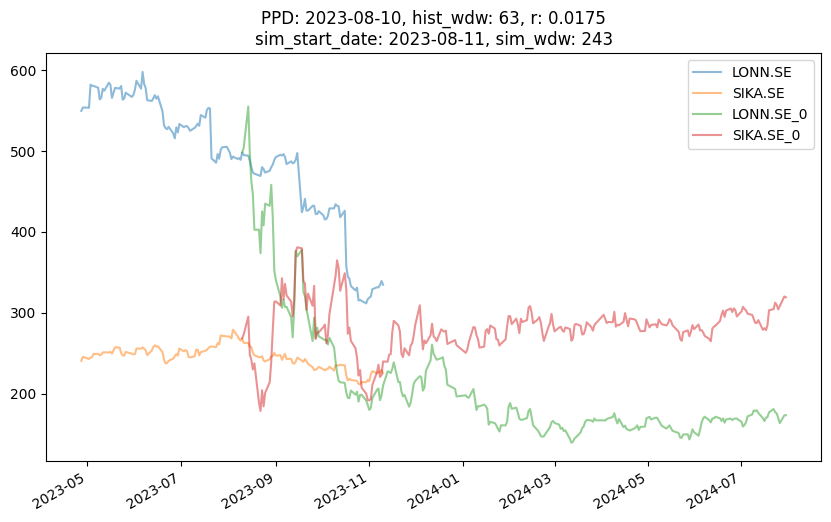 PPD: 2023-08-10, hist_wdw: 63, r: 0.0175
sim_start_date: 2023-08-11, sim_wdw: 243
LONN.SE
SIKA.SE
LONN.SE_0
SIKA.SE_0
600
500
400
300
200
2023-05
2023-07
2023-09
2023-11
2024-01
2024-03
2024-05
2024-07